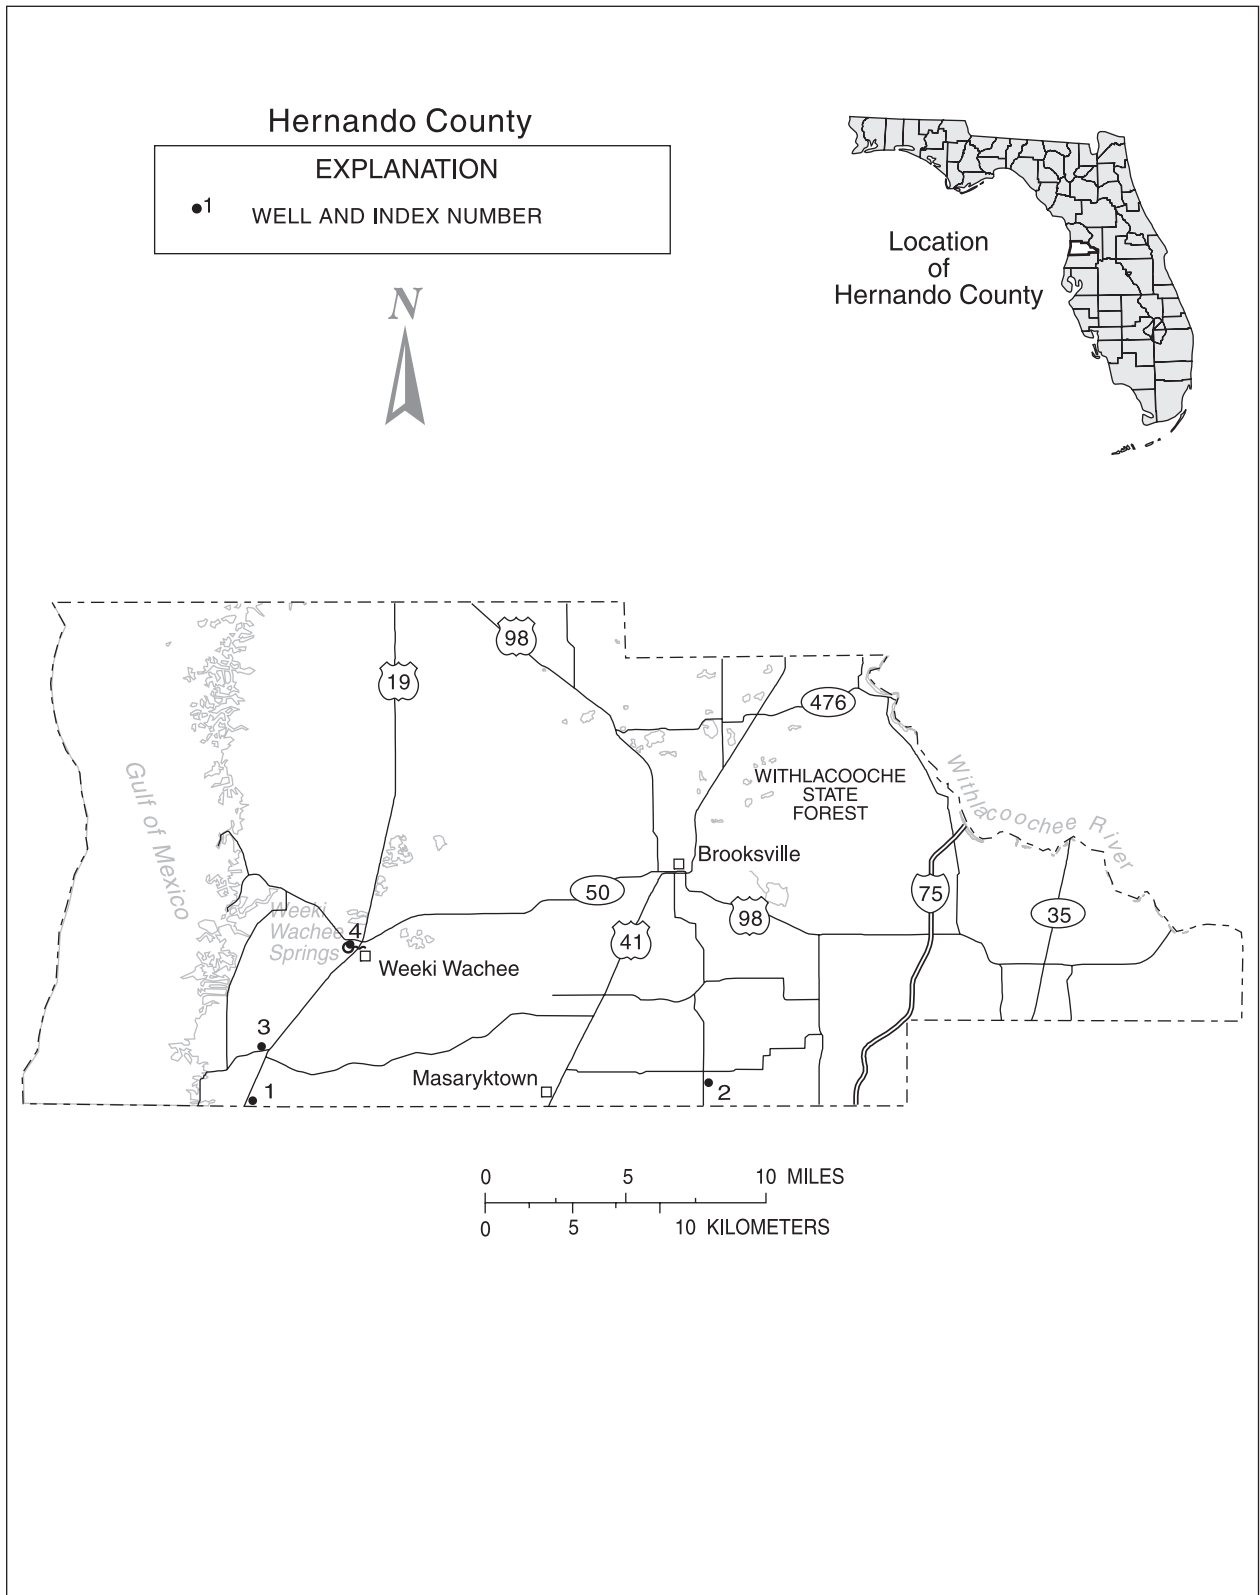 Hernando County
EXPLANATION
1 WELL AND INDEX NUMBER
N
Location
of
Hernando County
98
19
476
Gulf of Mexico
WITHLACOOCHE
STATE
FOREST
Withlacoochee River
Brooksville
50
75
35
98
41
Weeki
Wachee
Springs
4
Weeki Wachee
3
Masaryktown
2
1
0 5 10 MILES
0 5 10 KILOMETERS